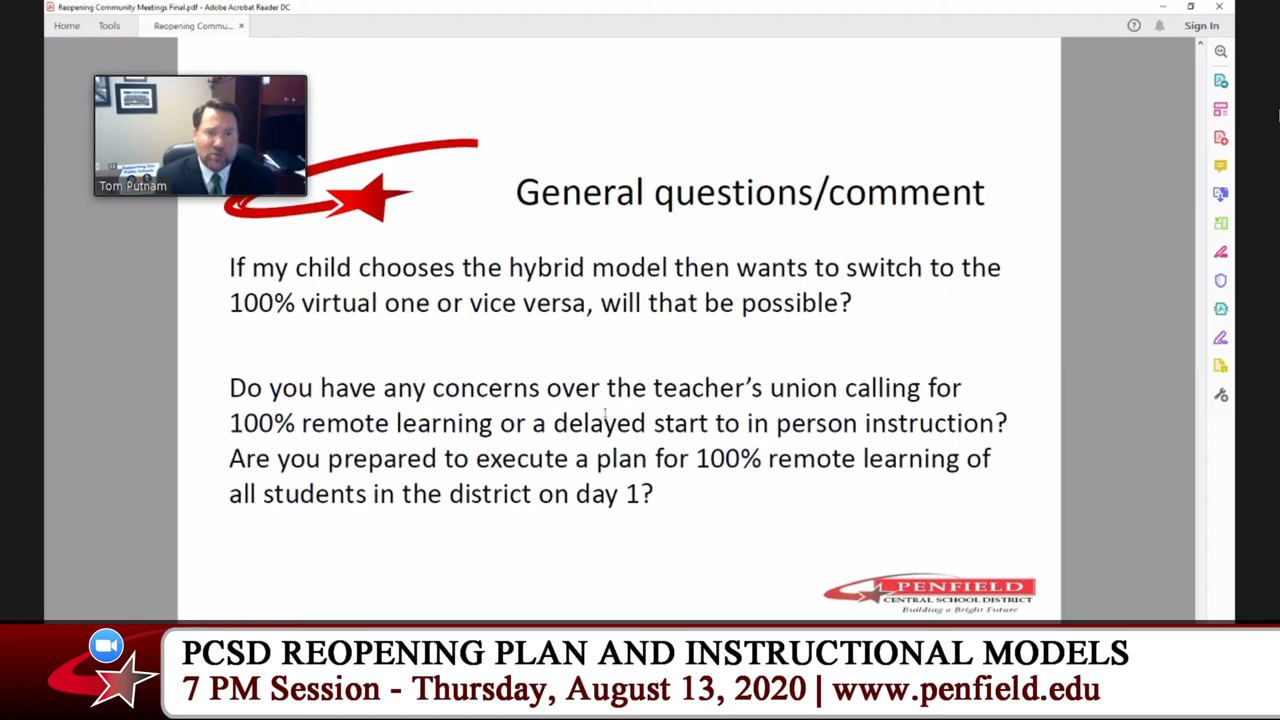 Reopening Community Meetings Final.pdf - Adobe Acrobat Reader DC
Home Tools Reopening Commu... × Sign In
Tom Putnam
General questions/comment
If my child chooses the hybrid model then wants to switch to the
100% virtual one or vice versa, will that be possible?
Do you have any concerns over the teacher's union calling for
100% remote learning or a delayed start to in person instruction?
Are you prepared to execute a plan for 100% remote learning of
all students in the district on day 1?
PENFIELD
CENTRAL SCHOOL DISTRICT
Building a Bright Future
PCSD REOPENING PLAN AND INSTRUCTIONAL MODELS
7 PM Session - Thursday, August 13, 2020 | www.penfield.edu